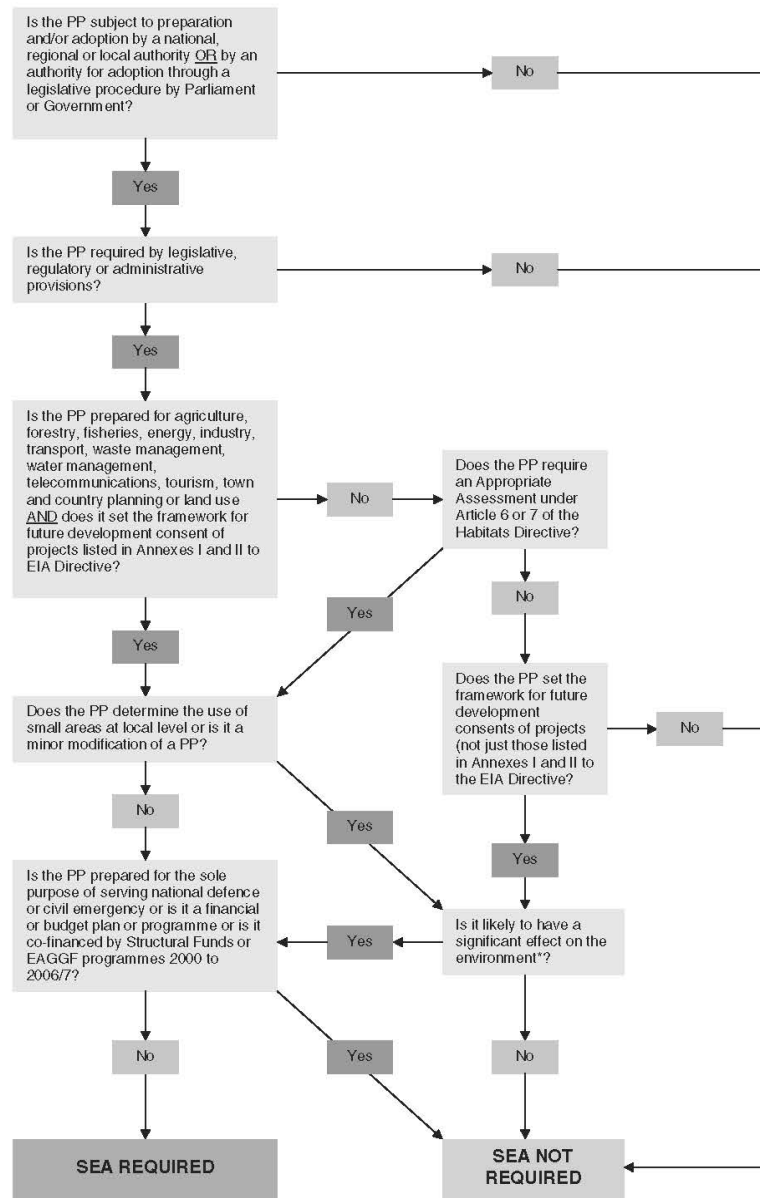 Is the PP subject to preparation
and/or adoption by a national,
regional or local authority OR by an
authority for adoption through a
legislative procedure by Parliament
or Government?
No
Yes
Is the PP required by legislative,
regulatory or administrative
provisions?
No
Yes
Is the PP prepared for agriculture,
forestry, fisheries, energy, industry,
transport, waste management,
water management,
telecommunications, tourism, town
and country planning or land use
AND does it set the framework for
future development consent of
projects listed in Annexes I and II to
EIA Directive?
No
Does the PP require
an Appropriate
Assessment under
Article 6 or 7 of the
Habitats Directive?
Yes
No
Yes
Does the PP determine the use of
small areas at local level or is it a
minor modification of a PP?
Does the PP set the
framework for future
development
consents of projects
(not just those listed
in Annexes I and II to
the EIA Directive?
No
No
Yes
Yes
Is the PP prepared for the sole
purpose of serving national defence
or civil emergency or is it a financial
or budget plan or programme or is it
co-financed by Structural Funds or
EAGGF programmes 2000 to
2006/7?
Yes
Is it likely to have a
significant effect on the
environment*?
No
Yes
No
SEA REQUIRED
SEA NOT
REQUIRED